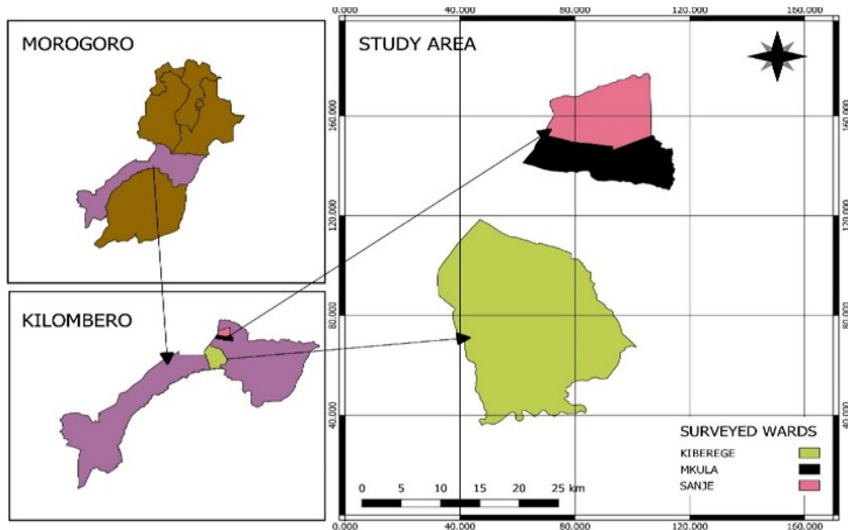 0.000 40.000 80.000 120.000 160.000
MOROGORO
STUDY AREA
160.000
120.000
KILOMBERO
80.000
40.000
SURVEYED WARDS
KIBEREGE
MKULA
SANJE
0 5 10 15 20 25 km
0.000 40.000 80.000 120.000 160.000